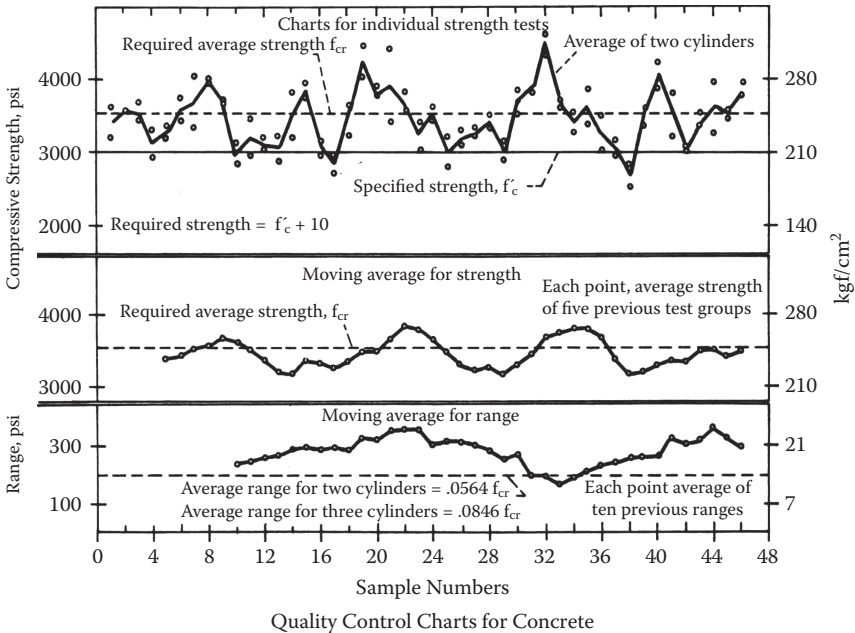 Charts for individual strength tests
Required average strength fcr
Average of two cylinders
Compressive Strength, psi
4000
3000
2000
280
210
140
kgf/cm²
Specified strength, f´c
Required strength = f´c + 10
Moving average for strength
Required average strength, fcr
Each point, average strength
of five previous test groups
4000
3000
280
210
Moving average for range
Range, psi
300
100
21
7
Average range for two cylinders = .0564 fcr
Average range for three cylinders = .0846 fcr
Each point average of
ten previous ranges
0 4 8 12 16 20 24 28 32 36 40 44 48
Sample Numbers
Quality Control Charts for Concrete